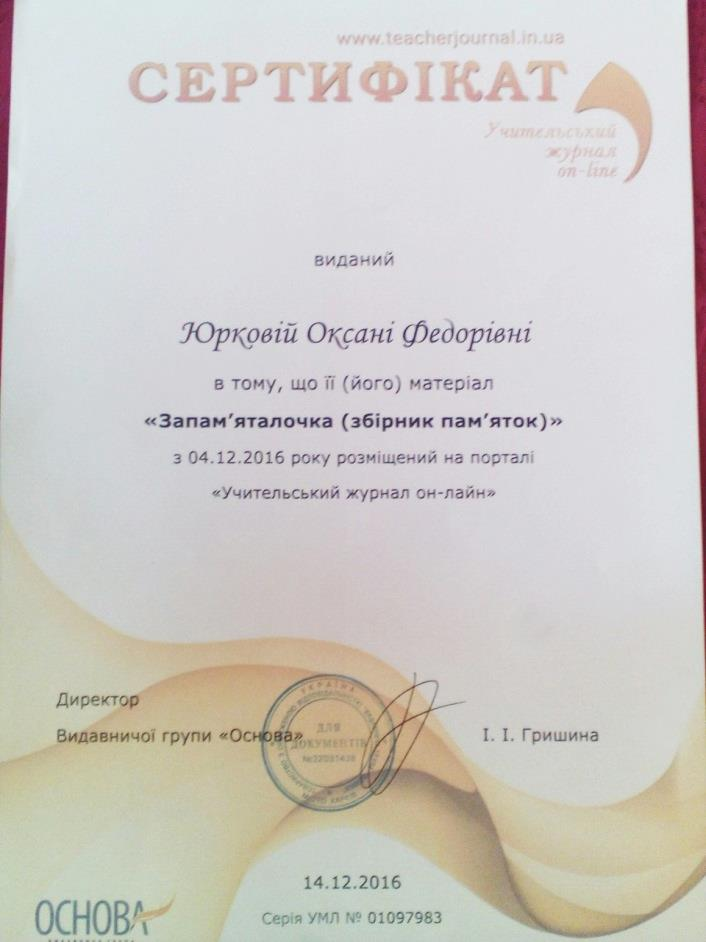 www.teacherjournal.in.ua
СЕРТИФІКАТ
Учительський
журнал
on-line
виданий
Юрковій Оксані Федорівні
в тому, що її (його) матеріал
«Запам’яталочка (збірник пам’яток)»
з 04.12.2016 року розміщений на порталі
«Учительський журнал он-лайн»
Директор
Видавничої групи «Основа»
І. І. Гришина
УКРАЇНА
ДЛЯ
ДОКУМЕНТІВ
14.12.2016
Серія УМЛ № 01097983
ОСНОВА